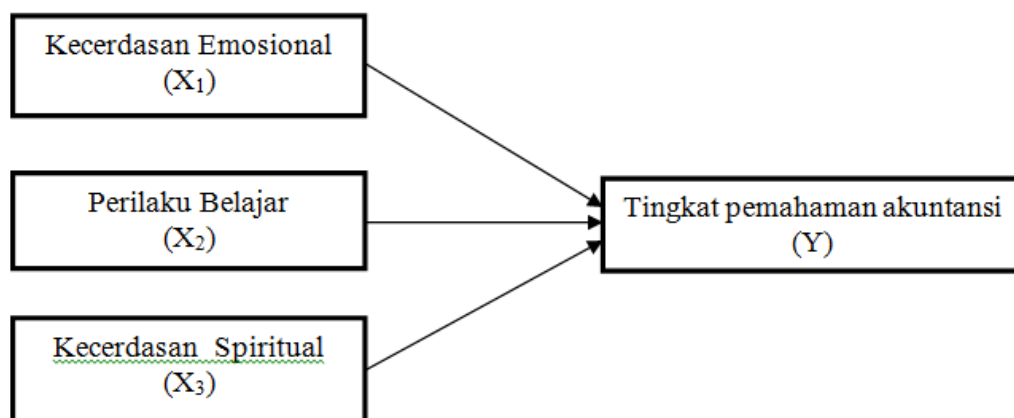 Kecerdasan Emosional
(X₁)
Perilaku Belajar
(X₂)
Tingkat pemahaman akuntansi
(Y)
Kecerdasan Spiritual
(X₃)